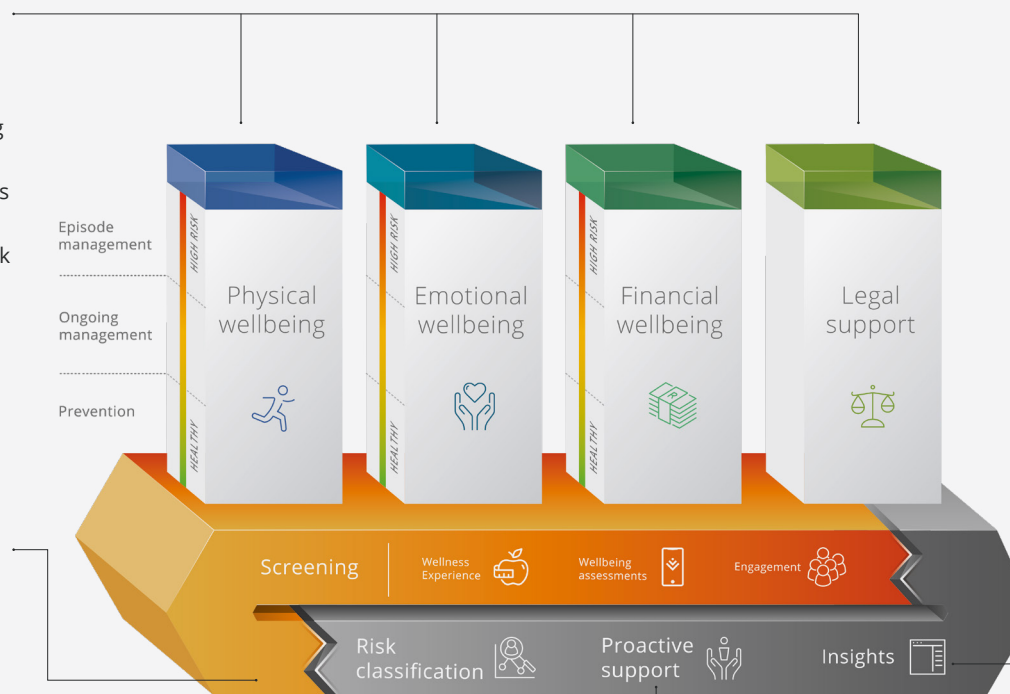 g
s
k
Episode
management
Ongoing
management
Prevention
HIGH RISK
HEALTHY
Physical
wellbeing
HIGH RISK
HEALTHY
Emotional
wellbeing
HIGH RISK
HEALTHY
Financial
wellbeing
R
Legal
support
Screening
Wellness
Experience
Wellbeing
assessments
Engagement
Risk
classification
Proactive
support
Insights